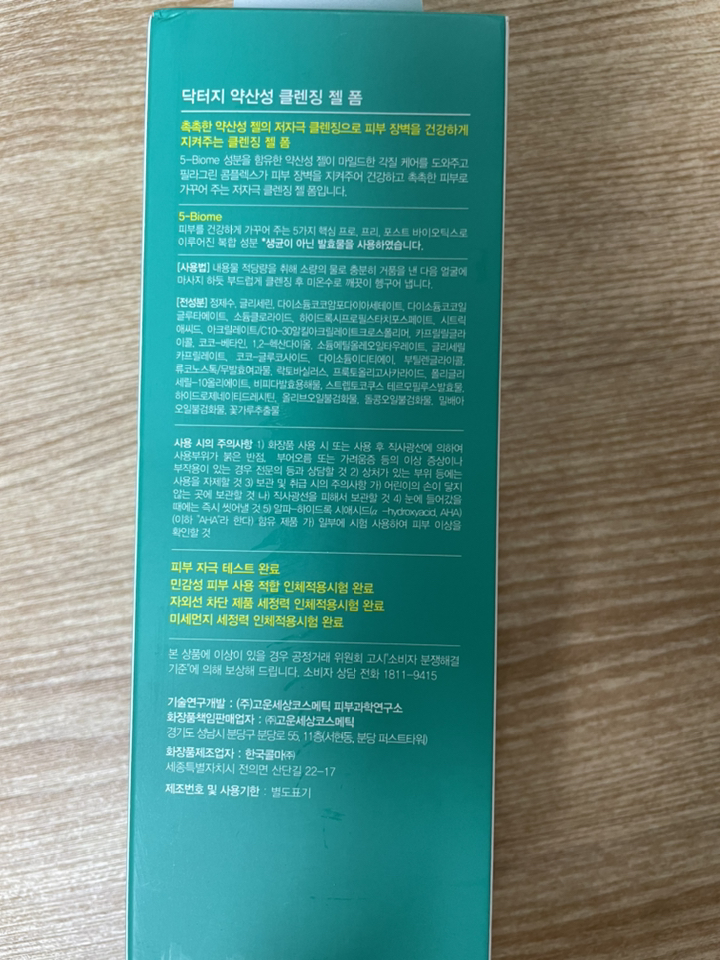 닥터지 약산성 클렌징 젤 폼
촉촉한 약산성 젤의 저자극 클렌징으로 피부 장벽을 건강하게
지켜주는 클렌징 젤 폼
5-Biome 성분을 함유한 약산성 젤이 마일드한 각질 케어를 도와주고
필라그린 콤플렉스가 피부 장벽을 지켜주어 건강하고 촉촉한 피부로
가꾸어 주는 저자극 클렌징 젤 폼입니다.
5-Biome
피부를 건강하게 가꾸어 주는 5가지 핵심 프로, 프리, 포스트 바이오틱스로
이루어진 복합 성분 *생균이 아닌 발효물을 사용하였습니다.
[사용법] 내용물 적당량을 취해 소량의 물로 충분히 거품을 낸 다음 얼굴에
마사지 하듯 부드럽게 클렌징 후 미온수로 깨끗이 헹구어 냅니다.
[전성분] 정제수, 글리세린, 다이소듐코코암포다이아세테이트, 다이소듐코코일
글루타메이트, 소듐클로라이드, 하이드록시프로필스타치포스페이트, 시트릭
애씨드, 아크릴레이트/C10-30알킬아크릴레이트크로스폴리머, 카프릴릴글라
이콜, 코코-베타인, 1,2-헥산다이올, 소듐메틸올레오일타우레이트, 글리세릴
카프릴레이트, 코코-글루코사이드, 다이소듐이디티에이, 부틸렌글라이콜,
류코노스톡/무발효여과물, 락토바실러스, 프룩토올리고사카라이드, 폴리글리
세릴-10올리에이트, 비피다발효용해물, 스트렙토코쿠스 테르모필루스발효물,
하이드로제네이티드레시틴, 올리브오일불검화물, 돌콩오일불검화물, 밀배아
오일불검화물, 꽃가루추출물
사용 시의 주의사항 1) 화장품 사용 시 또는 사용 후 직사광선에 의하여
사용부위가 붉은 반점, 부어오름 또는 가려움증 등의 이상 증상이나
부작용이 있는 경우 전문의 등과 상담할 것 2) 상처가 있는 부위 등에는
사용을 자제할 것 3) 보관 및 취급 시의 주의사항 가) 어린이의 손이 닿지
않는 곳에 보관할 것 나) 직사광선을 피해서 보관할 것 4) 눈에 들어갔을
때에는 즉시 씻어낼 것 5) 알파-하이드록 시애시드(α -hydroxyacid, AHA)
(이하 "AHA"라 한다) 함유 제품 가) 일부에 시험 사용하여 피부 이상을
확인할 것
피부 자극 테스트 완료
민감성 피부 사용 적합 인체적용시험 완료
자외선 차단 제품 세정력 인체적용시험 완료
미세먼지 세정력 인체적용시험 완료
본 상품에 이상이 있을 경우 공정거래 위원회 고시'소비자 분쟁해결
기준'에 의해 보상해 드립니다. 소비자 상담 전화 1811-9415
기술연구개발 : (주)고운세상코스메틱 피부과학연구소
화장품책임판매업자 : ㈜고운세상코스메틱
경기도 성남시 분당구 분당로 55, 11층(서현동, 분당 퍼스트타워)
화장품제조업자 : 한국콜마㈜
세종특별자치시 전의면 산단길 22-17
제조번호 및 사용기한 : 별도표기